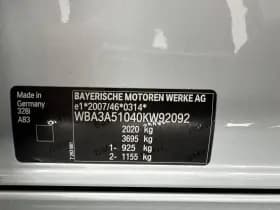 BAYERISCHE MOTOREN WERKE AG
e1*2007/46*0314*
WBA3A51040KW92092
2020 kg
3695 kg
1- 925 kg
2- 1155 kg
Made in
Germany
328i
A83